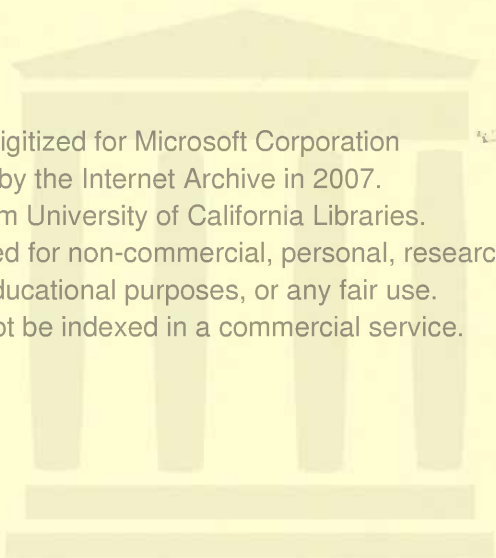 igitized for Microsoft Corporation
by the Internet Archive in 2007.
m University of California Libraries.
ed for non-commercial, personal, researc
ducational purposes, or any fair use.
ot be indexed in a commercial service.